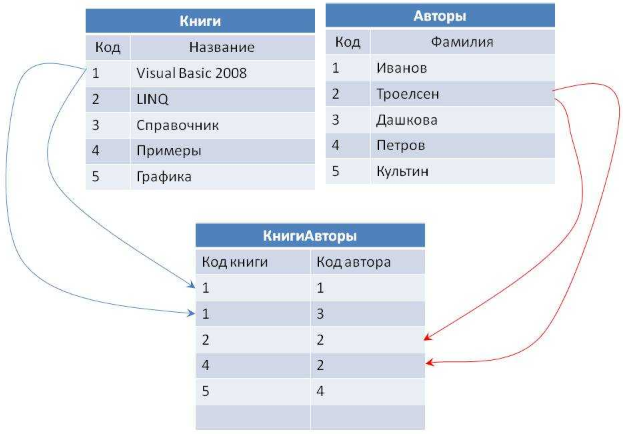 Книги
Код Название
1 Visual Basic 2008
2 LINQ
3 Справочник
4 Примеры
5 Графика
Авторы
Код Фамилия
1 Иванов
2 Троелсен
3 Дашкова
4 Петров
5 Культин
КнигиАвторы
Код книги Код автора
1 1
1 3
2 2
4 2
5 4